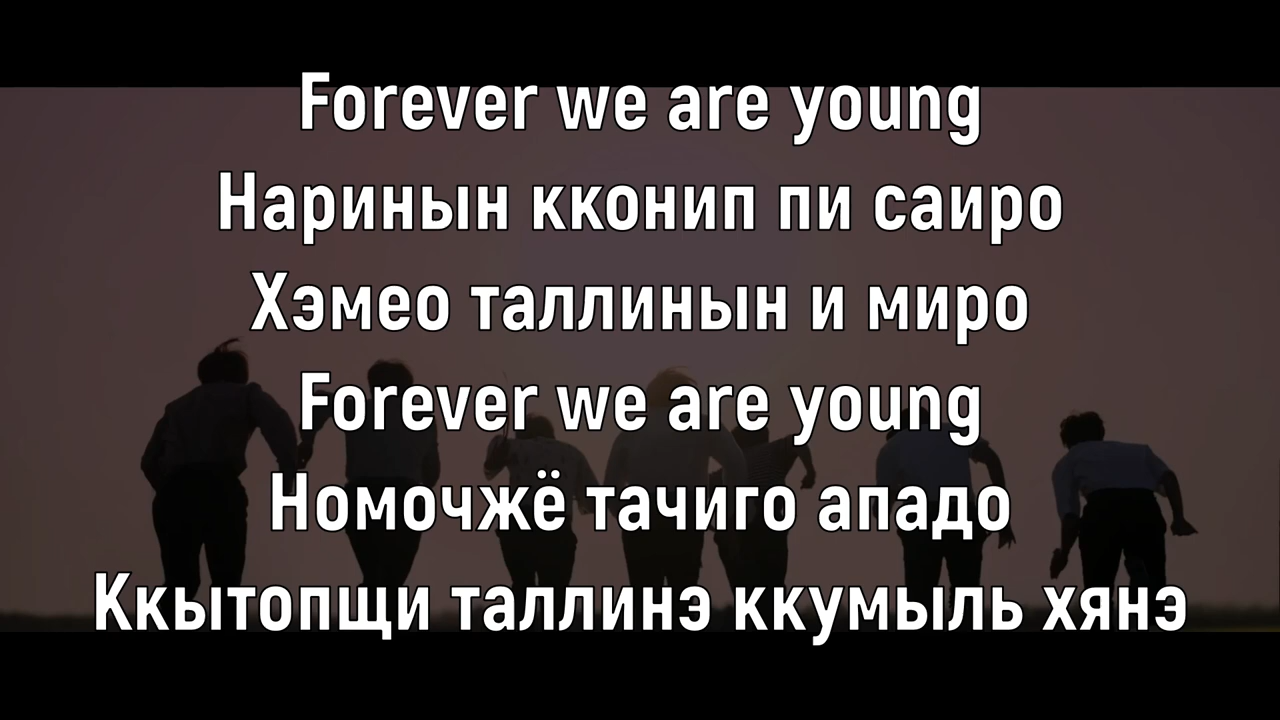 Forever we are young
Наринын кконип пи саиро
Хэмео таллинын и миро
Forever we are young
Номочжё тачиго ападо
Ккытопщи таллинэ ккумыль хянэ